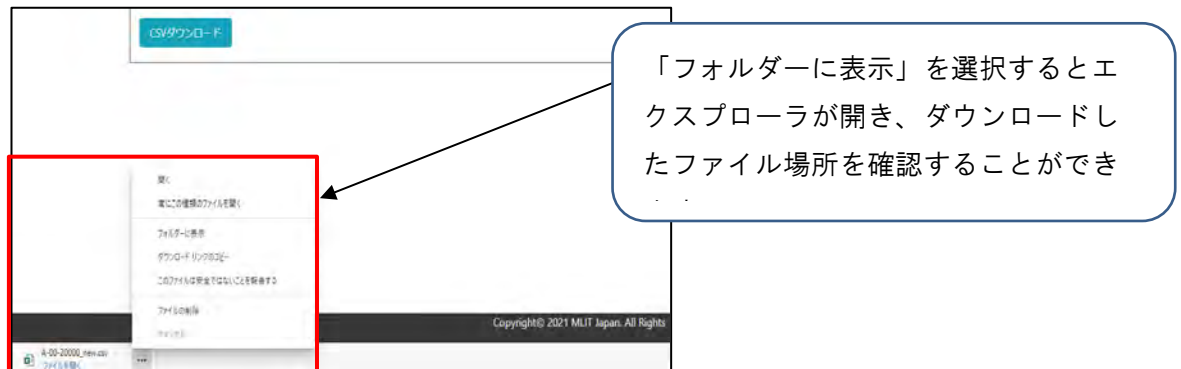 CSVダウンロード
「フォルダーに表示」を選択するとエ
クスプローラが開き、ダウンロードし
たファイル場所を確認することができ
開く
常にこの種類のファイルを開く
フォルダーに表示
ダウンロード リンクのコピー
このファイルは安全ではないことを報告する
ファイルの削除
キャンセル
Copyright© 2021 MLIT Japan. All Rights
A-00-20000_new.csv
ファイルを開く